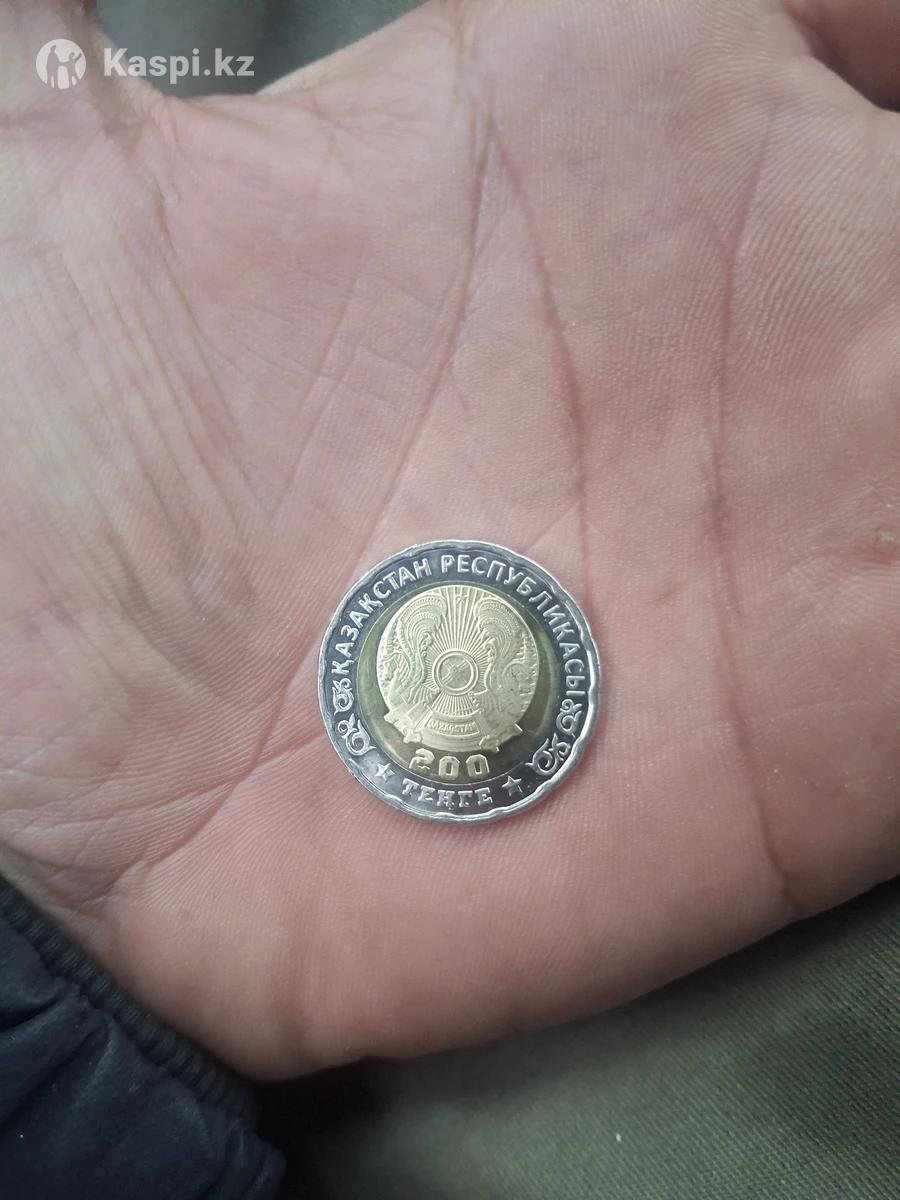 Kaspi.kz
ҚАЗАҚСТАН РЕСПУБЛИКАСЫ
QAZAQSTAN
200
ТЕҢГЕ